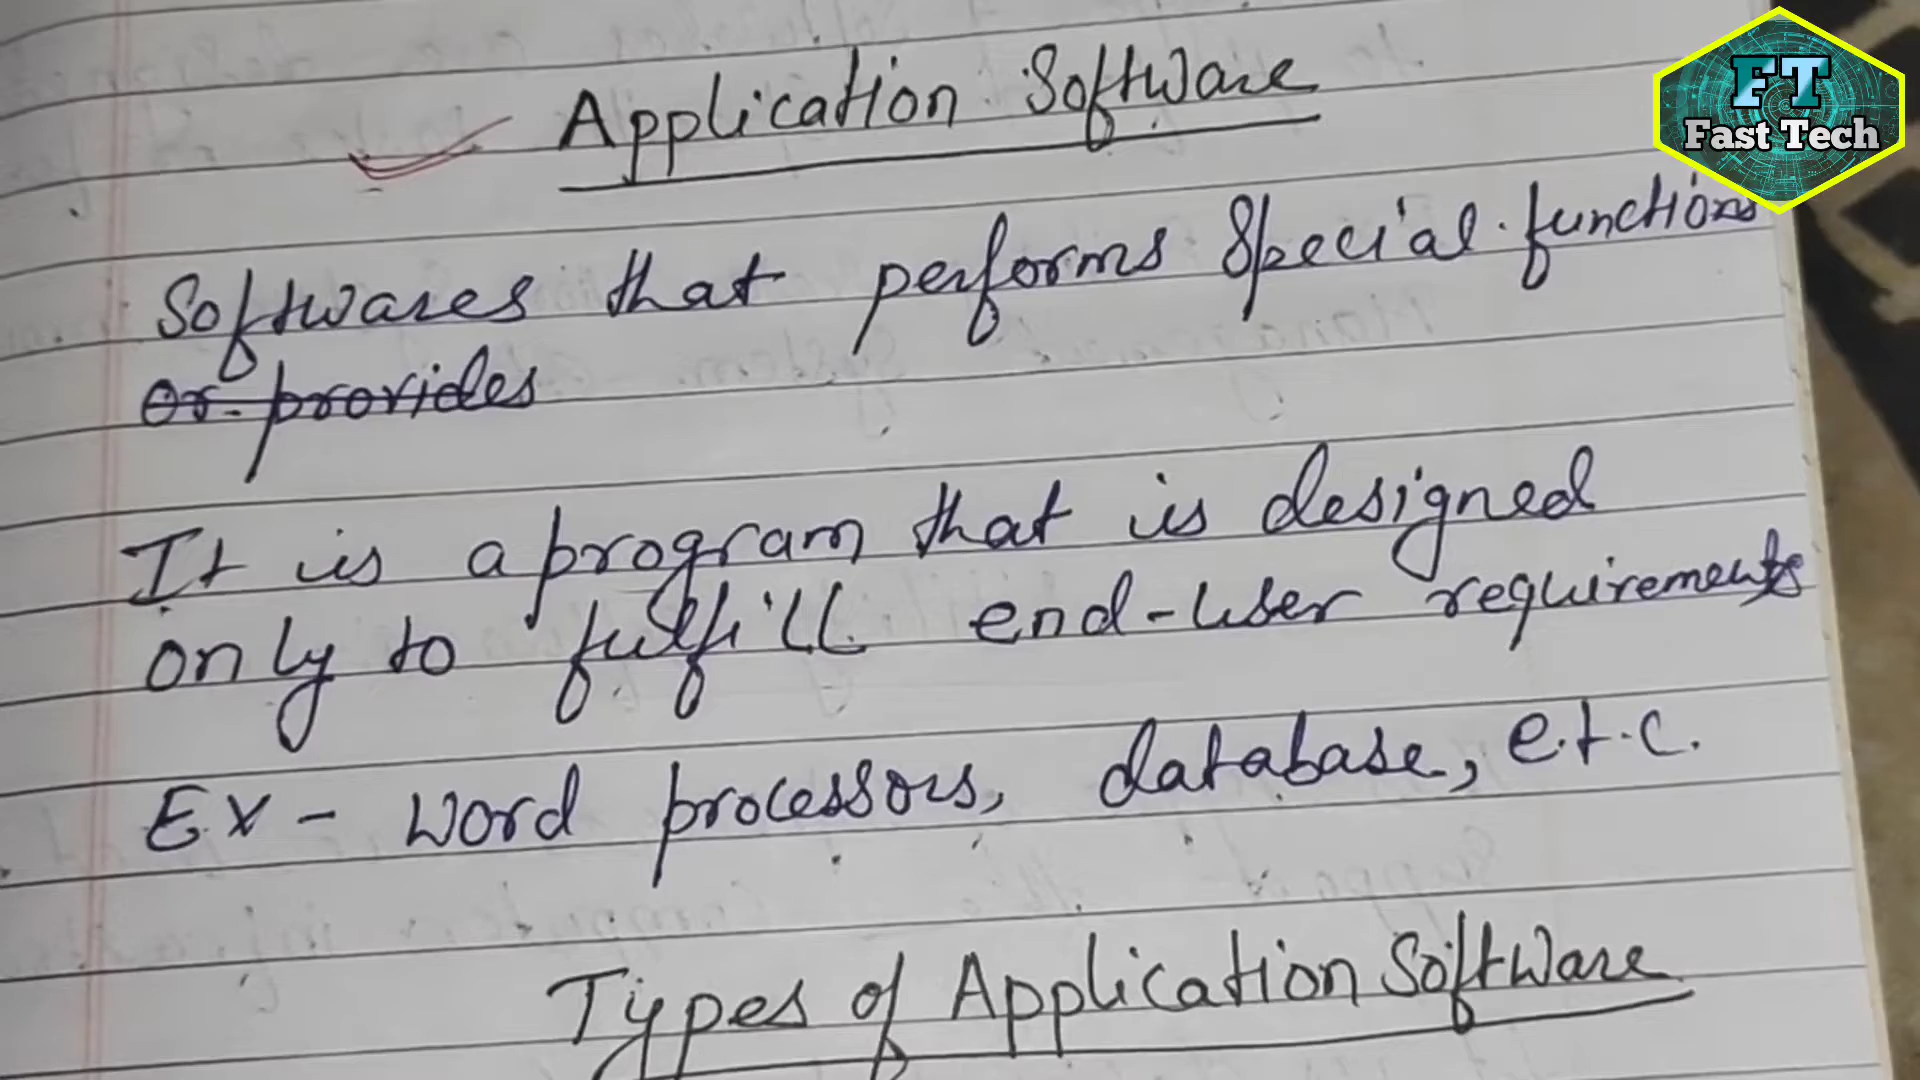 Application Software
Softwares that performs Special functions
or provides
It is a program that is designed
only to fulfill end-user requirements
EX - Word processors, database, e.t.c.
Types of Application Software
FT
Fast Tech